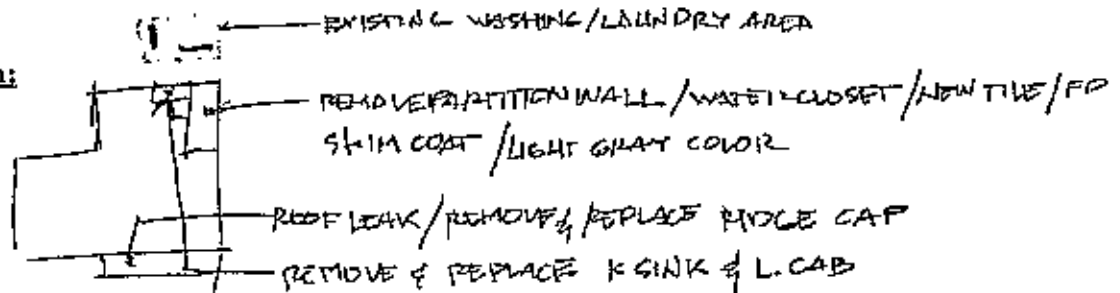 EXISTING WASHING/LAUNDRY AREA
REMOVE PARTITION WALL/WATER CLOSET/NEW TILE/FD
SKIM COAT/LIGHT GRAY COLOR
ROOF LEAK/REMOVE & REPLACE RIDGE CAP
REMOVE & REPLACE K SINK & L. CAB